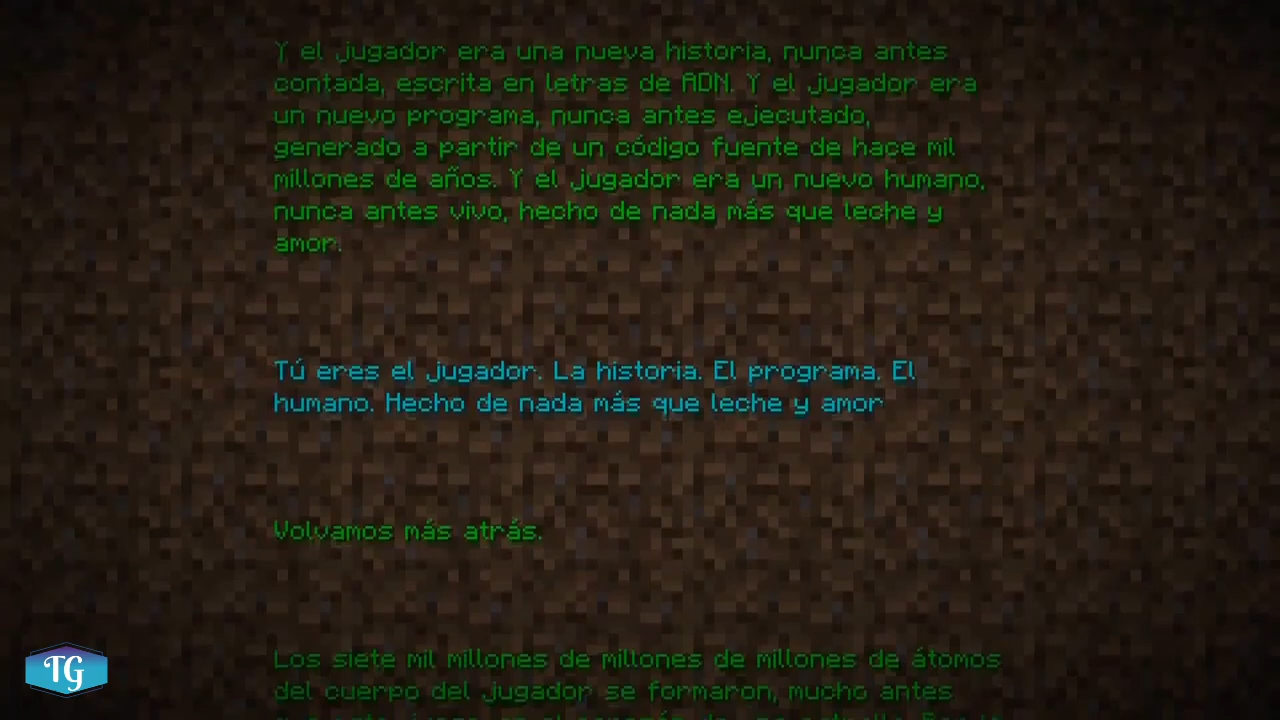 Y el jugador era una nueva historia, nunca antes
contada, escrita en letras de ADN. Y el jugador era
un nuevo programa, nunca antes ejecutado,
generado a partir de un código fuente de hace mil
millones de años. Y el jugador era un nuevo humano,
nunca antes vivo, hecho de nada más que leche y
amor.
Tú eres el jugador. La historia. El programa. El
humano. Hecho de nada más que leche y amor
Volvamos más atrás.
Los siete mil millones de millones de millones de átomos
del cuerpo del jugador se formaron, mucho antes
TG